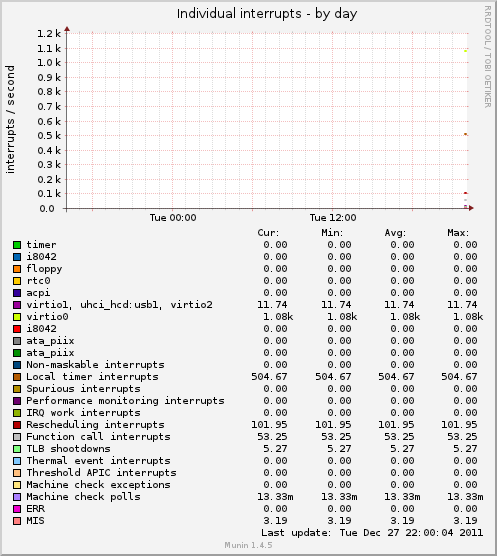 Individual interrupts - by day
RRDTOOL / TOBI OETIKER
interrupts / second
1.2 k
1.1 k
1.0 k
0.9 k
0.8 k
0.7 k
0.6 k
0.5 k
0.4 k
0.3 k
0.2 k
0.1 k
0.0
Tue 00:00 Tue 12:00
Cur: Min: Avg: Max:
timer 0.00 0.00 0.00 0.00
i8042 0.00 0.00 0.00 0.00
floppy 0.00 0.00 0.00 0.00
rtc0 0.00 0.00 0.00 0.00
acpi 0.00 0.00 0.00 0.00
virtio1, uhci_hcd:usb1, virtio2 11.74 11.74 11.74 11.74
virtio0 1.08k 1.08k 1.08k 1.08k
i8042 0.00 0.00 0.00 0.00
ata_piix 0.00 0.00 0.00 0.00
ata_piix 0.00 0.00 0.00 0.00
Non-maskable interrupts 0.00 0.00 0.00 0.00
Local timer interrupts 504.67 504.67 504.67 504.67
Spurious interrupts 0.00 0.00 0.00 0.00
Performance monitoring interrupts 0.00 0.00 0.00 0.00
IRQ work interrupts 0.00 0.00 0.00 0.00
Rescheduling interrupts 101.95 101.95 101.95 101.95
Function call interrupts 53.25 53.25 53.25 53.25
TLB shootdowns 5.27 5.27 5.27 5.27
Thermal event interrupts 0.00 0.00 0.00 0.00
Threshold APIC interrupts 0.00 0.00 0.00 0.00
Machine check exceptions 0.00 0.00 0.00 0.00
Machine check polls 13.33m 13.33m 13.33m 13.33m
ERR 0.00 0.00 0.00 0.00
MIS 3.19 3.19 3.19 3.19
Last update: Tue Dec 27 22:00:04 2011
Munin 1.4.5